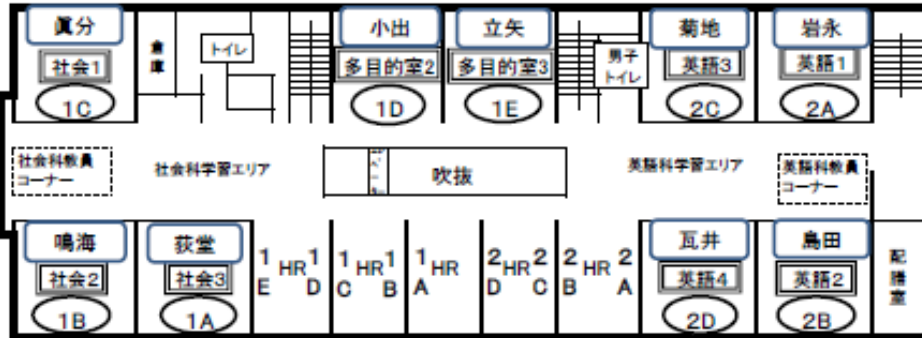 眞分
小出
立矢
菊地
岩永
倉庫
トイレ
男子
トイレ
社会1
多目的室2
多目的室3
英語3
英語1
1C
1D
1E
2C
2A
社会科教員
コーナー
社会科学習エリア
吹抜
英語科学習エリア
英語科教員
コーナー
鳴海
荻堂
瓦井
島田
配膳室
社会2
社会3
英語4
英語2
1E HR 1D
1C HR 1B
1A HR
2D HR 2C
2B HR 2A
1B
1A
2D
2B